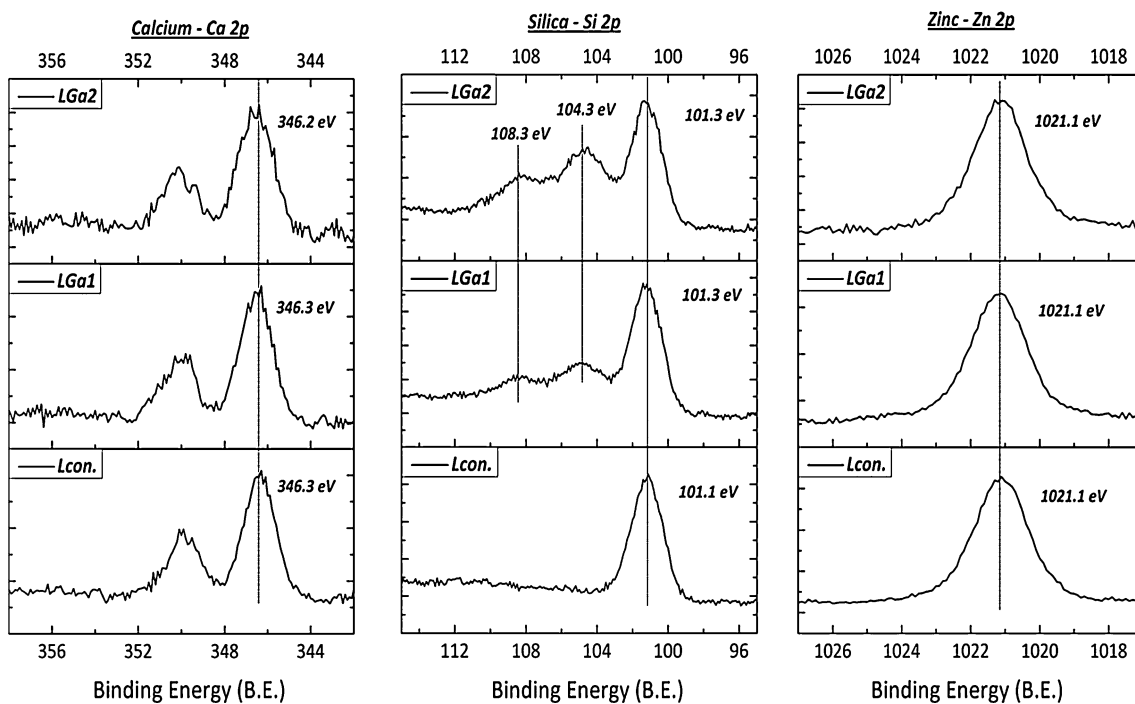 Calcium - Ca 2p
356 352 348 344
LGa2
346.2 eV
LGa1
346.3 eV
Lcon.
346.3 eV
356 352 348 344
Binding Energy (B.E.)
Silica - Si 2p
112 108 104 100 96
LGa2
108.3 eV
104.3 eV
101.3 eV
LGa1
101.3 eV
Lcon.
101.1 eV
112 108 104 100 96
Binding Energy (B.E.)
Zinc - Zn 2p
1026 1024 1022 1020 1018
LGa2
1021.1 eV
LGa1
1021.1 eV
Lcon.
1021.1 eV
1026 1024 1022 1020 1018
Binding Energy (B.E.)